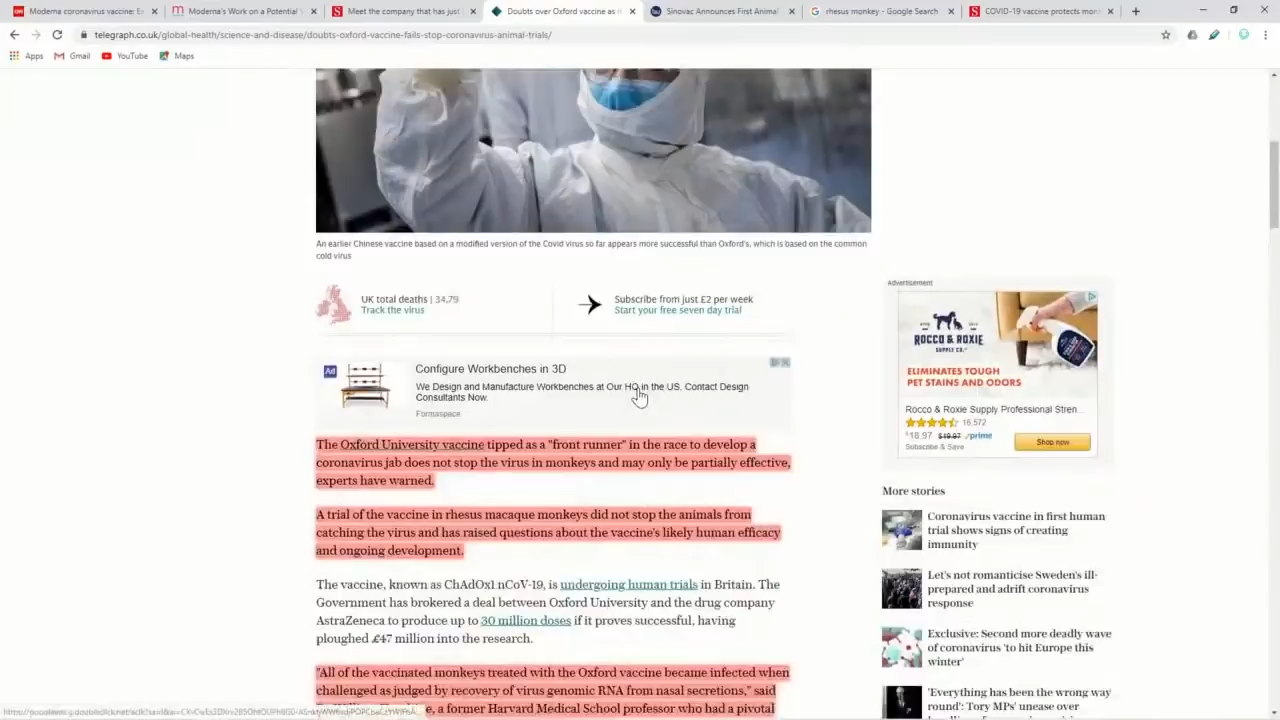 Moderna coronavirus vaccine: E
Moderna's Work on a Potential
Meet the company that has just
Doubts over Oxford vaccine as i
Sinovac Announces First Animal
rhesus monkey - Google Search
COVID-19 vaccine protects mon
telegraph.co.uk/global-health/science-and-disease/doubts-oxford-vaccine-fails-stop-coronavirus-animal-trials/
Apps
Gmail
YouTube
Maps
An earlier Chinese vaccine based on a modified version of the Covid virus so far appears more successful than Oxford's, which is based on the common
cold virus
UK total deaths | 34,79
Track the virus
Subscribe from just £2 per week
Start your free seven day trial
Ad
Configure Workbenches in 3D
We Design and Manufacture Workbenches at Our HQ in the US. Contact Design
Consultants Now.
Formaspace
The Oxford University vaccine tipped as a "front runner" in the race to develop a
coronavirus jab does not stop the virus in monkeys and may only be partially effective,
experts have warned.
A trial of the vaccine in rhesus macaque monkeys did not stop the animals from
catching the virus and has raised questions about the vaccine's likely human efficacy
and ongoing development.
The vaccine, known as ChAdOx1 nCoV-19, is undergoing human trials in Britain. The
Government has brokered a deal between Oxford University and the drug company
AstraZeneca to produce up to 30 million doses if it proves successful, having
ploughed £47 million into the research.
"All of the vaccinated monkeys treated with the Oxford vaccine became infected when
challenged as judged by recovery of virus genomic RNA from nasal secretions," said
e, a former Harvard Medical School professor who had a pivotal
Advertisement
ROCCO & ROXIE
SUPPLY CO.
ELIMINATES TOUGH
PET STAINS AND ODORS
Rocco & Roxie Supply Professional Stren...
16,572
$18.97 $19.97 prime
Subscribe & Save
Shop now
More stories
Coronavirus vaccine in first human
trial shows signs of creating
immunity
Let's not romanticise Sweden's ill-
prepared and adrift coronavirus
response
Exclusive: Second more deadly wave
of coronavirus 'to hit Europe this
winter'
'Everything has been the wrong way
round': Tory MPs' unease over